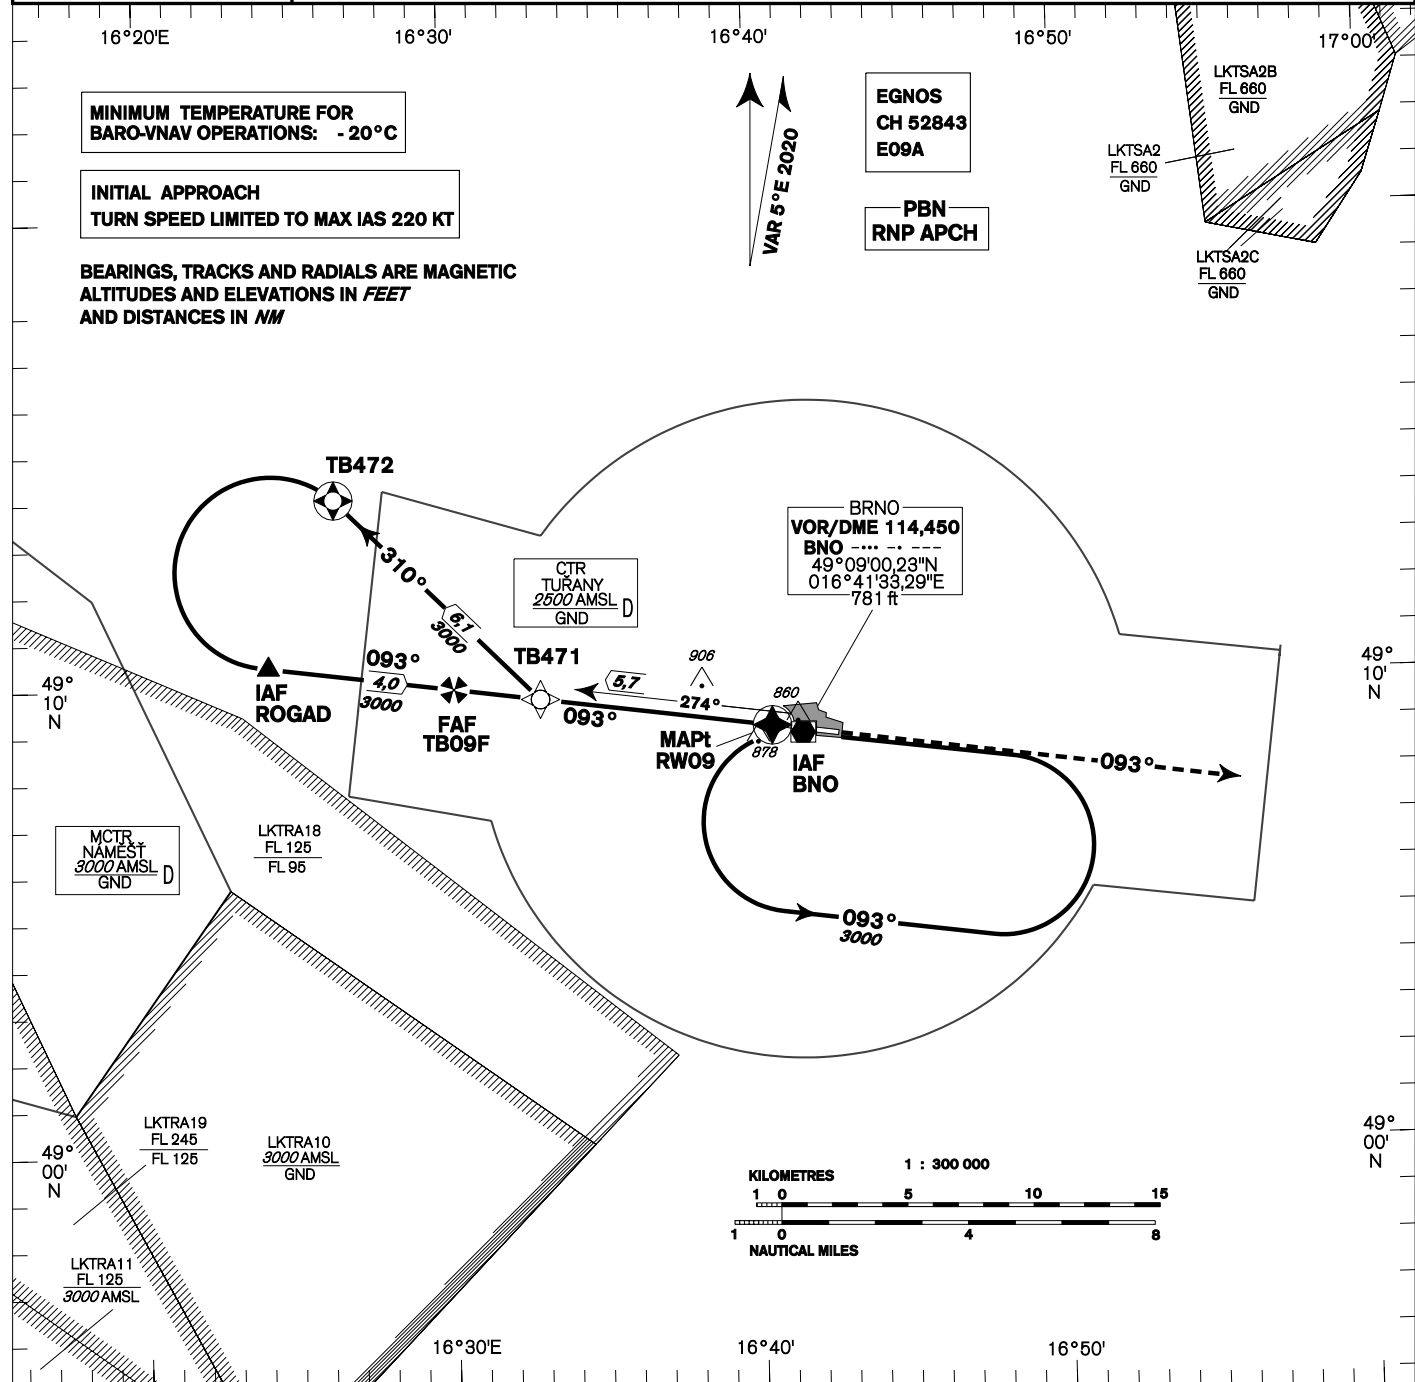 16°20'E
16°30'
16°40'
16°50'
17°00'
MINIMUM TEMPERATURE FOR
BARO-VNAV OPERATIONS: - 20°C
INITIAL APPROACH
TURN SPEED LIMITED TO MAX IAS 220 KT
BEARINGS, TRACKS AND RADIALS ARE MAGNETIC
ALTITUDES AND ELEVATIONS IN FEET
AND DISTANCES IN NM
VAR 5°E 2020
EGNOS
CH 52843
E09A
PBN
RNP APCH
LKTSA2B
FL 660
GND
LKTSA2
FL 660
GND
LKTSA2C
FL 660
GND
TB472
310°
6,1
3000
CTR
TUŘANY
2500 AMSL
GND
D
BRNO
VOR/DME 114,450
BNO -··· -· ---
49°09'00,23"N
016°41'33,29"E
781 ft
TB471
093°
4,0
3000
IAF
ROGAD
FAF
TB09F
093°
5,7
274°
906
860
MAPt
RW09
878
IAF
BNO
093°
093°
3000
49°
10'
N
49°
10'
N
MCTR
NÁMĚŠŤ
3000 AMSL
GND
D
LKTRA18
FL 125
FL 95
LKTRA19
FL 245
FL 125
LKTRA10
3000 AMSL
GND
LKTRA11
FL 125
3000 AMSL
49°
00'
N
49°
00'
N
1 : 300 000
KILOMETRES
1 0 5 10 15
1 0 4 8
NAUTICAL MILES
16°30'E
16°40'
16°50'